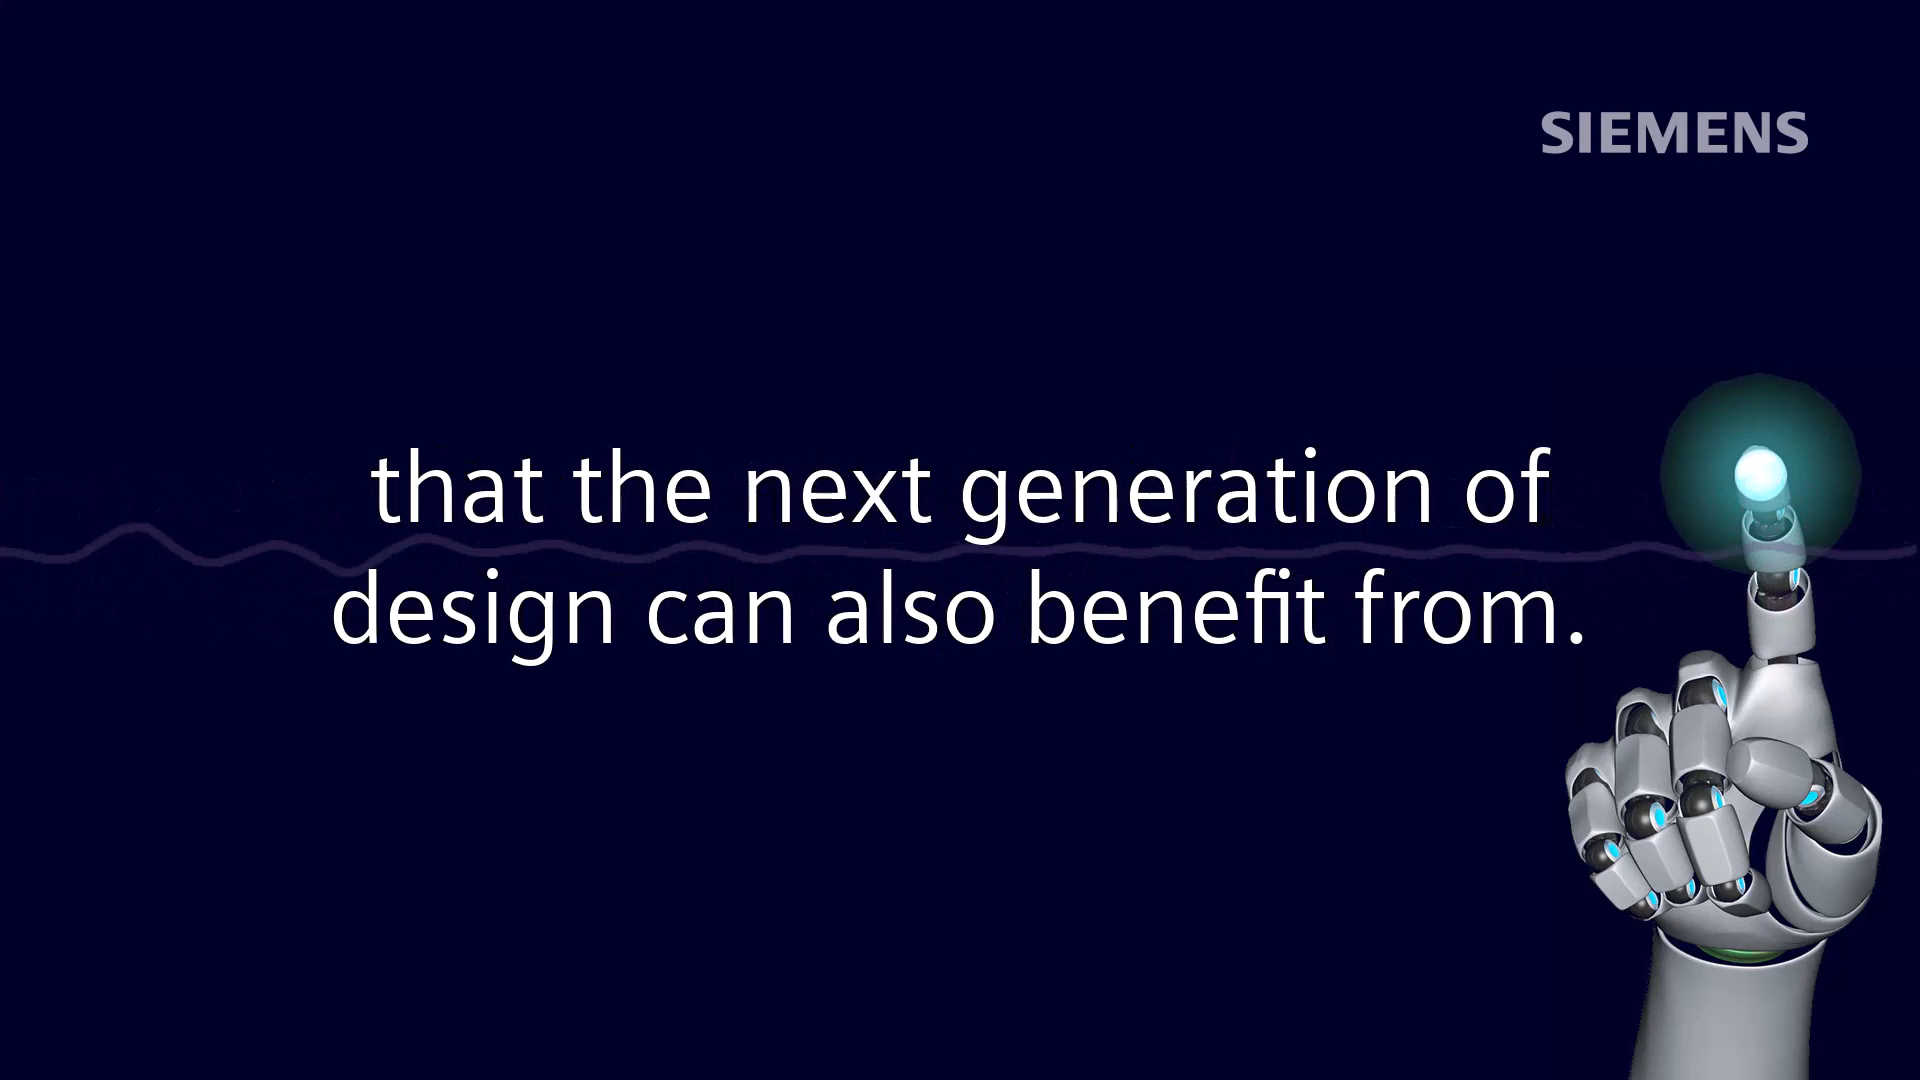 SIEMENS
that the next generation of
design can also benefit from.